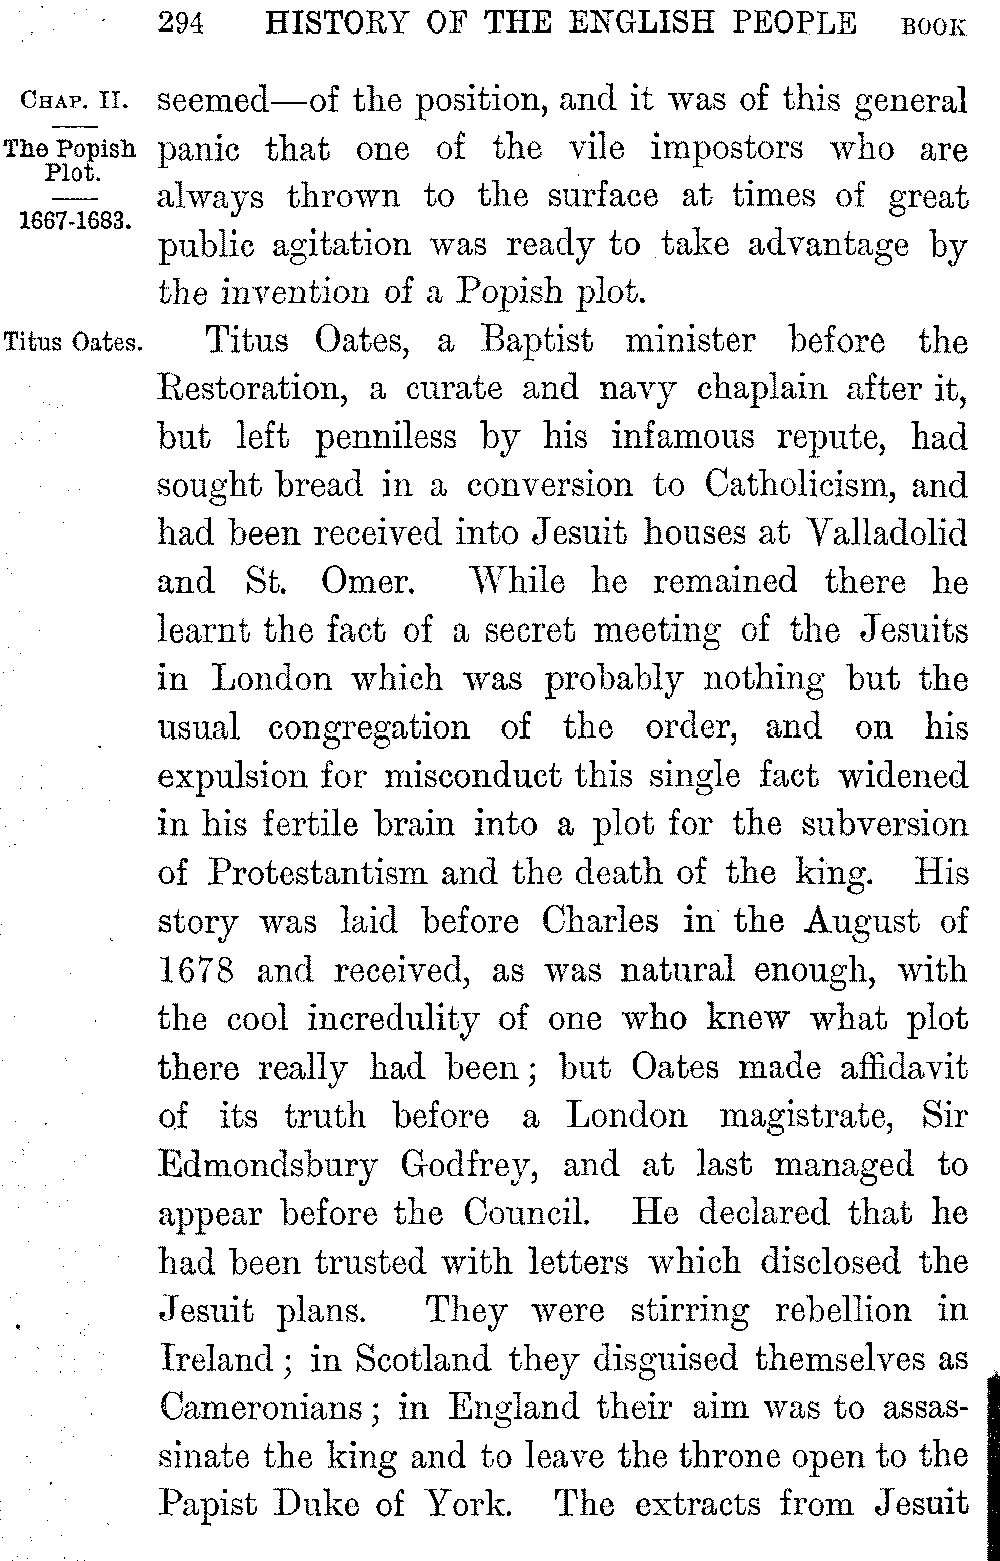 294 HISTORY OF THE ENGLISH PEOPLE BOOK
CHAP. II.
The Popish
Plot.
1667-1683.
seemed—of the position, and it was of this general
panic that one of the vile impostors who are
always thrown to the surface at times of great
public agitation was ready to take advantage by
the invention of a Popish plot.
Titus Oates.
Titus Oates, a Baptist minister before the
Restoration, a curate and navy chaplain after it,
but left penniless by his infamous repute, had
sought bread in a conversion to Catholicism, and
had been received into Jesuit houses at Valladolid
and St. Omer. While he remained there he
learnt the fact of a secret meeting of the Jesuits
in London which was probably nothing but the
usual congregation of the order, and on his
expulsion for misconduct this single fact widened
in his fertile brain into a plot for the subversion
of Protestantism and the death of the king. His
story was laid before Charles in the August of
1678 and received, as was natural enough, with
the cool incredulity of one who knew what plot
there really had been; but Oates made affidavit
of its truth before a London magistrate, Sir
Edmondsbury Godfrey, and at last managed to
appear before the Council. He declared that he
had been trusted with letters which disclosed the
Jesuit plans. They were stirring rebellion in
Ireland; in Scotland they disguised themselves as
Cameronians; in England their aim was to assas-
sinate the king and to leave the throne open to the
Papist Duke of York. The extracts from Jesuit